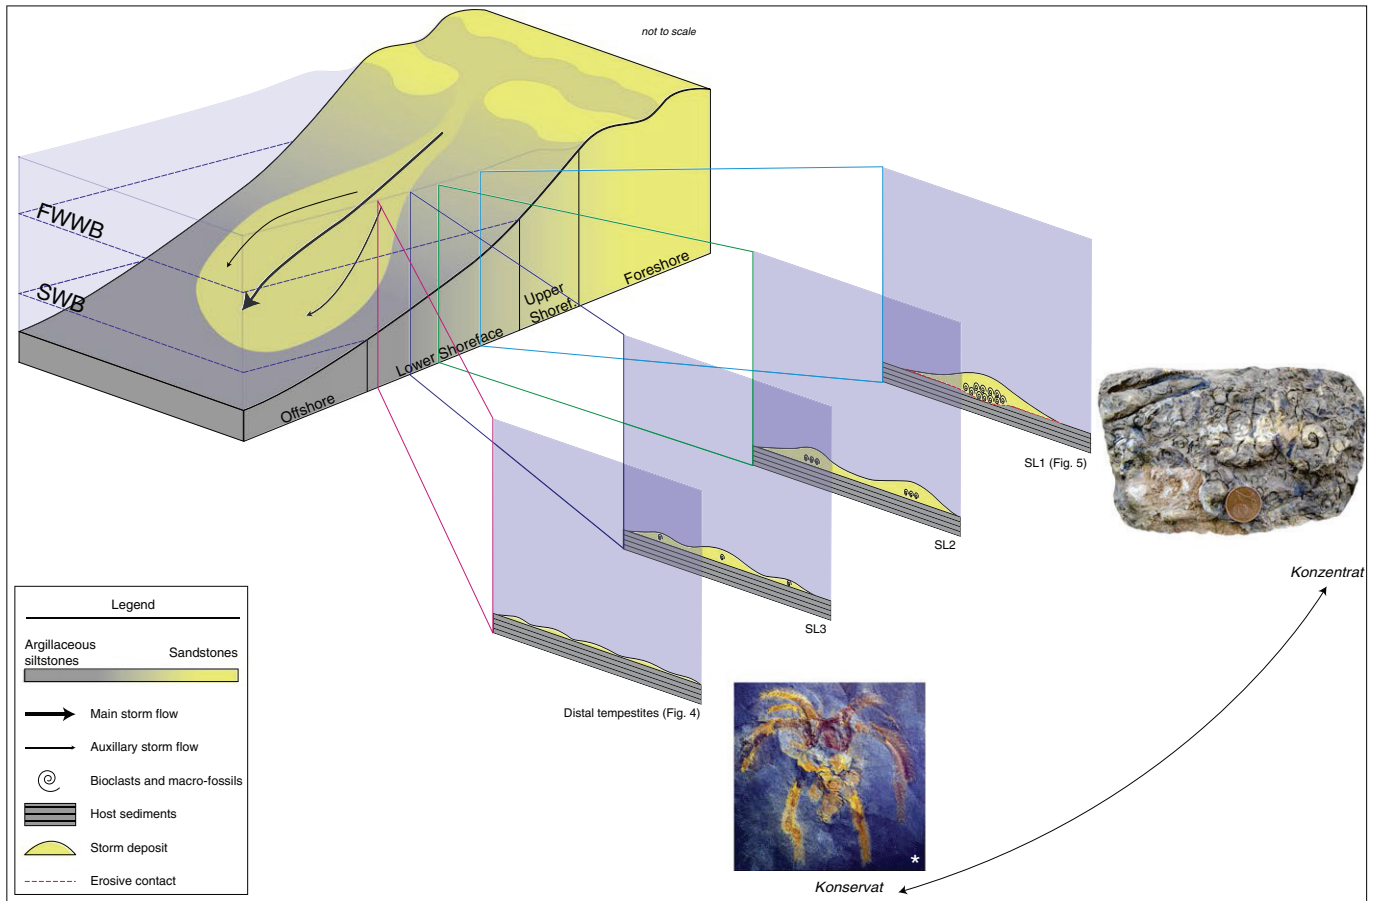 not to scale
FWWB
SWB
Foreshore
Upper
Shoref.
Lower Shoreface
Offshore
SL1 (Fig. 5)
SL2
SL3
Distal tempestites (Fig. 4)
Konzentrat
Konservat
*
Legend
Argillaceous
siltstones
Sandstones
Main storm flow
Auxillary storm flow
Bioclasts and macro-fossils
Host sediments
Storm deposit
Erosive contact